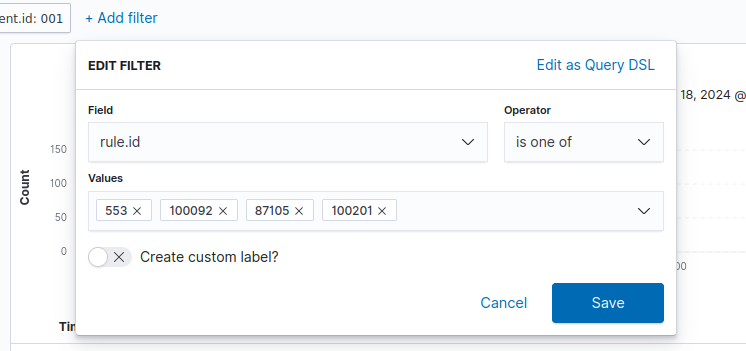 ent.id: 001
+ Add filter
EDIT FILTER
Edit as Query DSL
18, 2024 @
Field
Operator
rule.id
is one of
Values
553 × 100092 × 87105 × 100201 ×
Create custom label?
Cancel
Save
150
100
50
0
Count
00
Tim